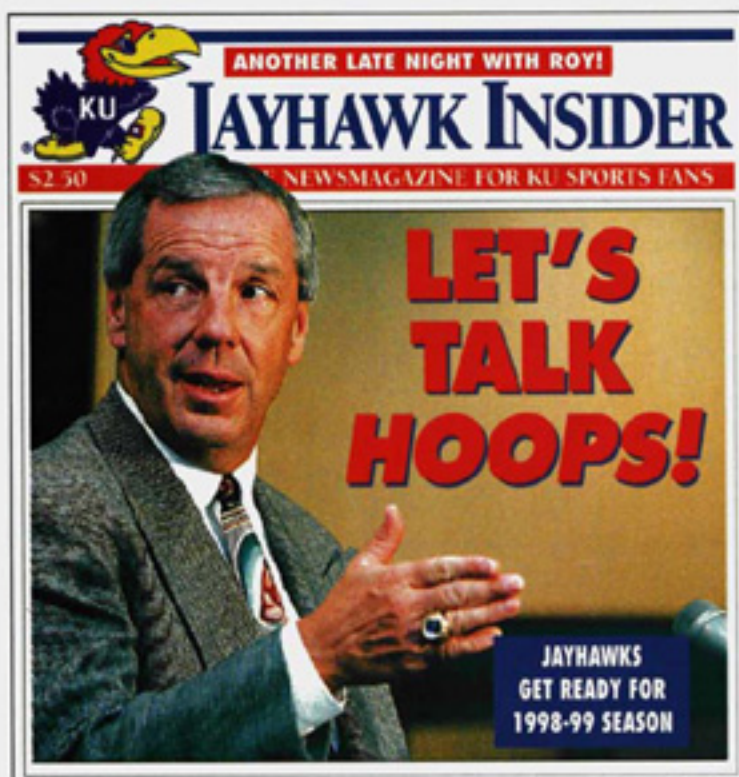 ANOTHER LATE NIGHT WITH ROY!
KU
JAYHAWK INSIDER
®
$2.50 NEWSMAGAZINE FOR KU SPORTS FANS
LET'S
TALK
HOOPS!
JAYHAWKS
GET READY FOR
1998-99 SEASON